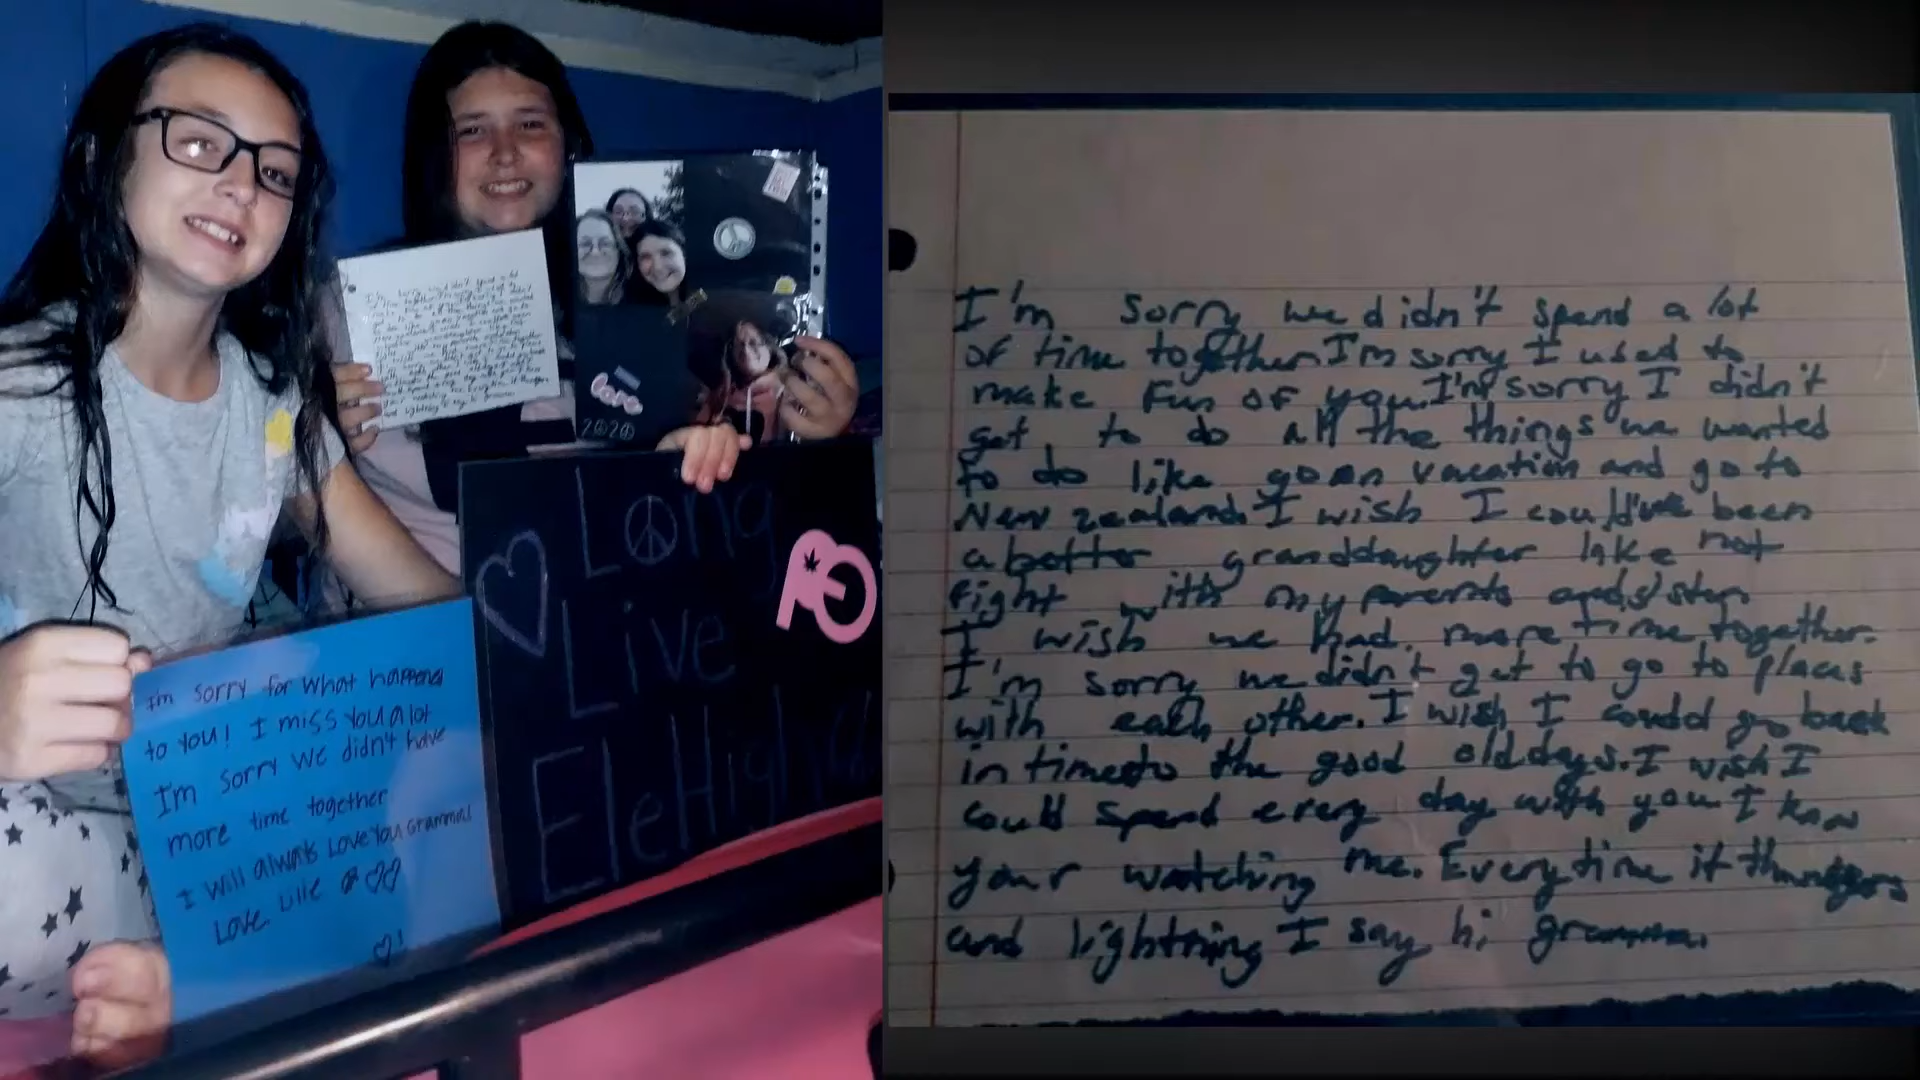 I'm sorry for what happened
to you! I miss you a lot
I'm sorry we didn't have
more time together
I will always Love You Gramma!
Love Lillie
Long
Live
EleHigh
Love
2020
I'm sorry we didn't spend a lot
of time together. I'm sorry I used to
make fun of you. I'm sorry I didn't
get to do all the things we wanted
to do like go on vacation and go to
New zealand. I wish I could've been
a better granddaughter like not
fight with my parents and sister
I wish we had more time together.
I'm sorry we didn't get to go to places
with each other. I wish I could go back
in time to the good old days. I wish I
could spend every day with you I know
your watching me. Every time it thunders
and lightning I say hi gramma.